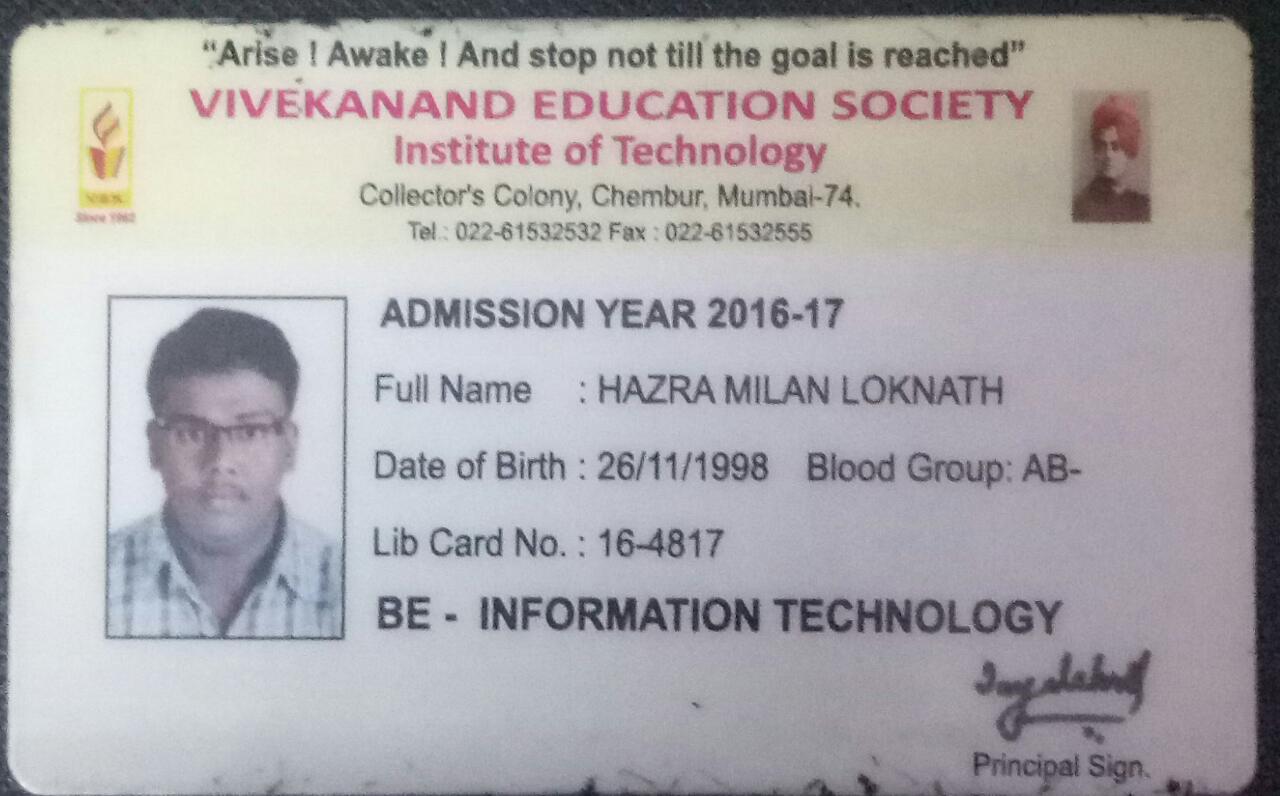 “Arise ! Awake ! And stop not till the goal is reached”
VIVEKANAND EDUCATION SOCIETY
Institute of Technology
Collector's Colony, Chembur, Mumbai-74.
Tel.: 022-61532532 Fax : 022-61532555
Since 1962
ADMISSION YEAR 2016-17
Full Name : HAZRA MILAN LOKNATH
Date of Birth : 26/11/1998 Blood Group: AB-
Lib Card No. : 16-4817
BE - INFORMATION TECHNOLOGY
Principal Sign.